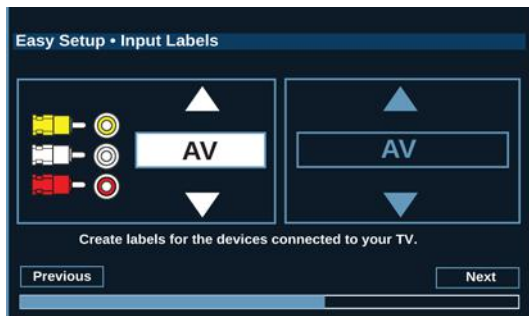 Easy Setup • Input Labels
AV
AV
Create labels for the devices connected to your TV.
Previous
Next